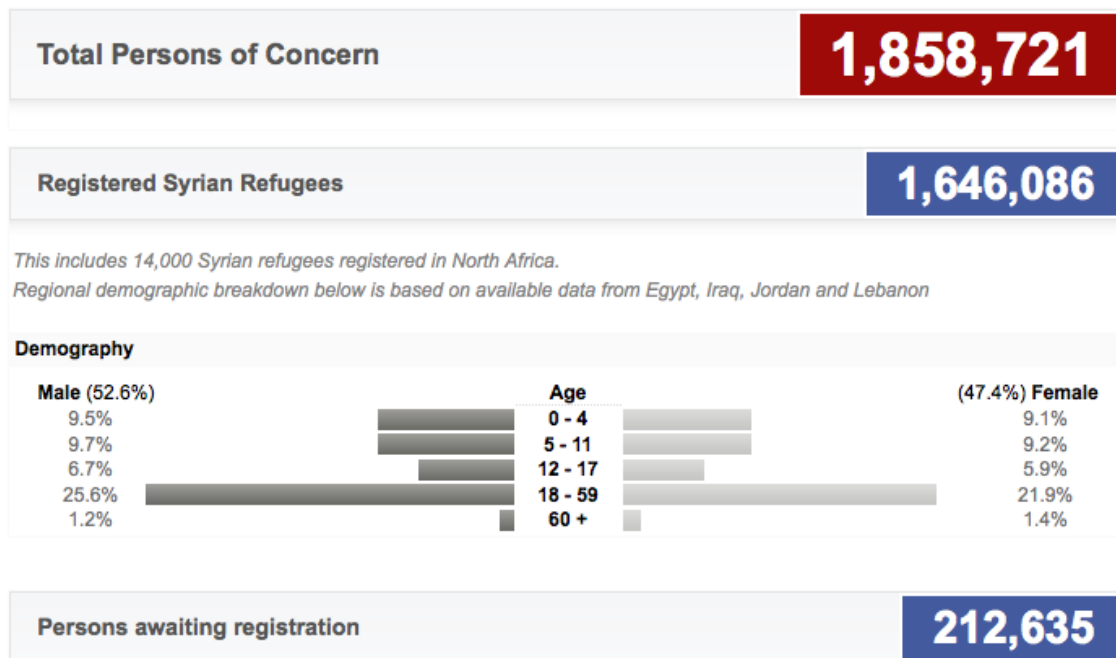 Total Persons of Concern 1,858,721
Registered Syrian Refugees 1,646,086
This includes 14,000 Syrian refugees registered in North Africa.
Regional demographic breakdown below is based on available data from Egypt, Iraq, Jordan and Lebanon
Demography
Male (52.6%) Age (47.4%) Female
9.5% 0 - 4 9.1%
9.7% 5 - 11 9.2%
6.7% 12 - 17 5.9%
25.6% 18 - 59 21.9%
1.2% 60 + 1.4%
Persons awaiting registration 212,635